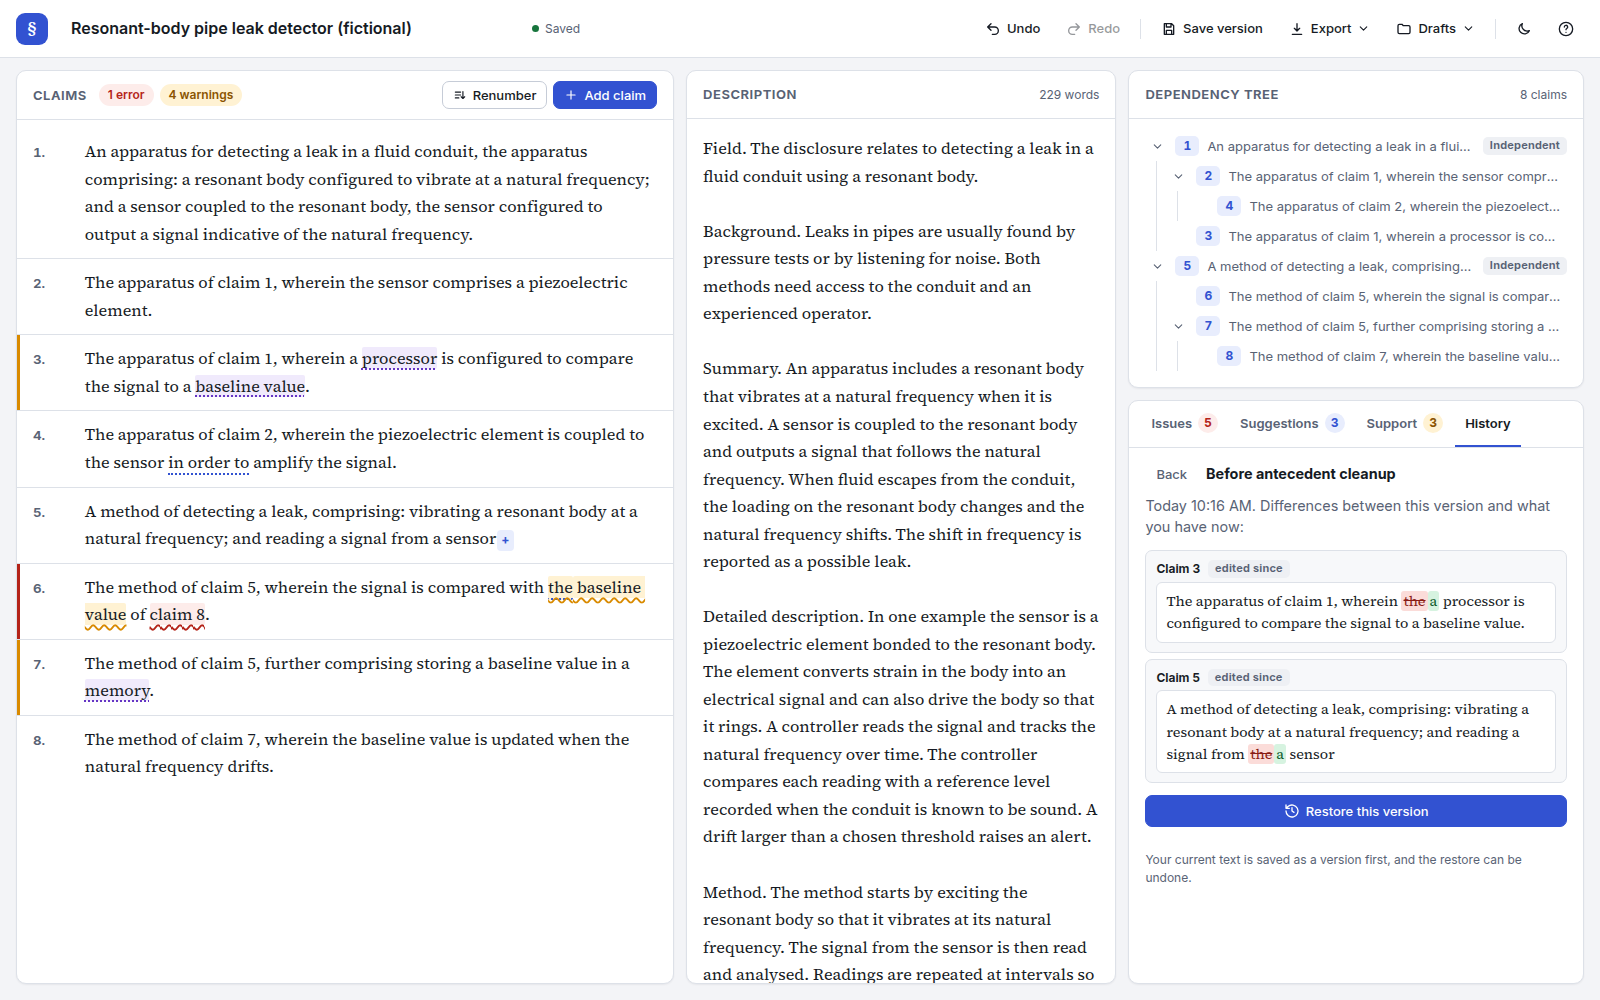 § Resonant-body pipe leak detector (fictional) Saved Undo Redo Save version Export Drafts
CLAIMS 1 error 4 warnings Renumber Add claim
1. An apparatus for detecting a leak in a fluid conduit, the apparatus
comprising: a resonant body configured to vibrate at a natural frequency;
and a sensor coupled to the resonant body, the sensor configured to
output a signal indicative of the natural frequency.
2. The apparatus of claim 1, wherein the sensor comprises a piezoelectric
element.
3. The apparatus of claim 1, wherein a processor is configured to compare
the signal to a baseline value.
4. The apparatus of claim 2, wherein the piezoelectric element is coupled to
the sensor in order to amplify the signal.
5. A method of detecting a leak, comprising: vibrating a resonant body at a
natural frequency; and reading a signal from a sensor +
6. The method of claim 5, wherein the signal is compared with the baseline
value of claim 8.
7. The method of claim 5, further comprising storing a baseline value in a
memory.
8. The method of claim 7, wherein the baseline value is updated when the
natural frequency drifts.
DESCRIPTION 229 words
Field. The disclosure relates to detecting a leak in a
fluid conduit using a resonant body.
Background. Leaks in pipes are usually found by
pressure tests or by listening for noise. Both
methods need access to the conduit and an
experienced operator.
Summary. An apparatus includes a resonant body
that vibrates at a natural frequency when it is
excited. A sensor is coupled to the resonant body
and outputs a signal that follows the natural
frequency. When fluid escapes from the conduit,
the loading on the resonant body changes and the
natural frequency shifts. The shift in frequency is
reported as a possible leak.
Detailed description. In one example the sensor is a
piezoelectric element bonded to the resonant body.
The element converts strain in the body into an
electrical signal and can also drive the body so that
it rings. A controller reads the signal and tracks the
natural frequency over time. The controller
compares each reading with a reference level
recorded when the conduit is known to be sound. A
drift larger than a chosen threshold raises an alert.
Method. The method starts by exciting the
resonant body so that it vibrates at its natural
frequency. The signal from the sensor is then read
and analysed. Readings are repeated at intervals so
DEPENDENCY TREE 8 claims
1 An apparatus for detecting a leak in a flui... Independent
2 The apparatus of claim 1, wherein the sensor compr...
4 The apparatus of claim 2, wherein the piezoelect...
3 The apparatus of claim 1, wherein a processor is co...
5 A method of detecting a leak, comprising... Independent
6 The method of claim 5, wherein the signal is compar...
7 The method of claim 5, further comprising storing a ...
8 The method of claim 7, wherein the baseline valu...
Issues 5 Suggestions 3 Support 3 History
Back Before antecedent cleanup
Today 10:16 AM. Differences between this version and what
you have now:
Claim 3 edited since
The apparatus of claim 1, wherein the a processor is
configured to compare the signal to a baseline value.
Claim 5 edited since
A method of detecting a leak, comprising: vibrating a
resonant body at a natural frequency; and reading a
signal from the a sensor
Restore this version
Your current text is saved as a version first, and the restore can be
undone.